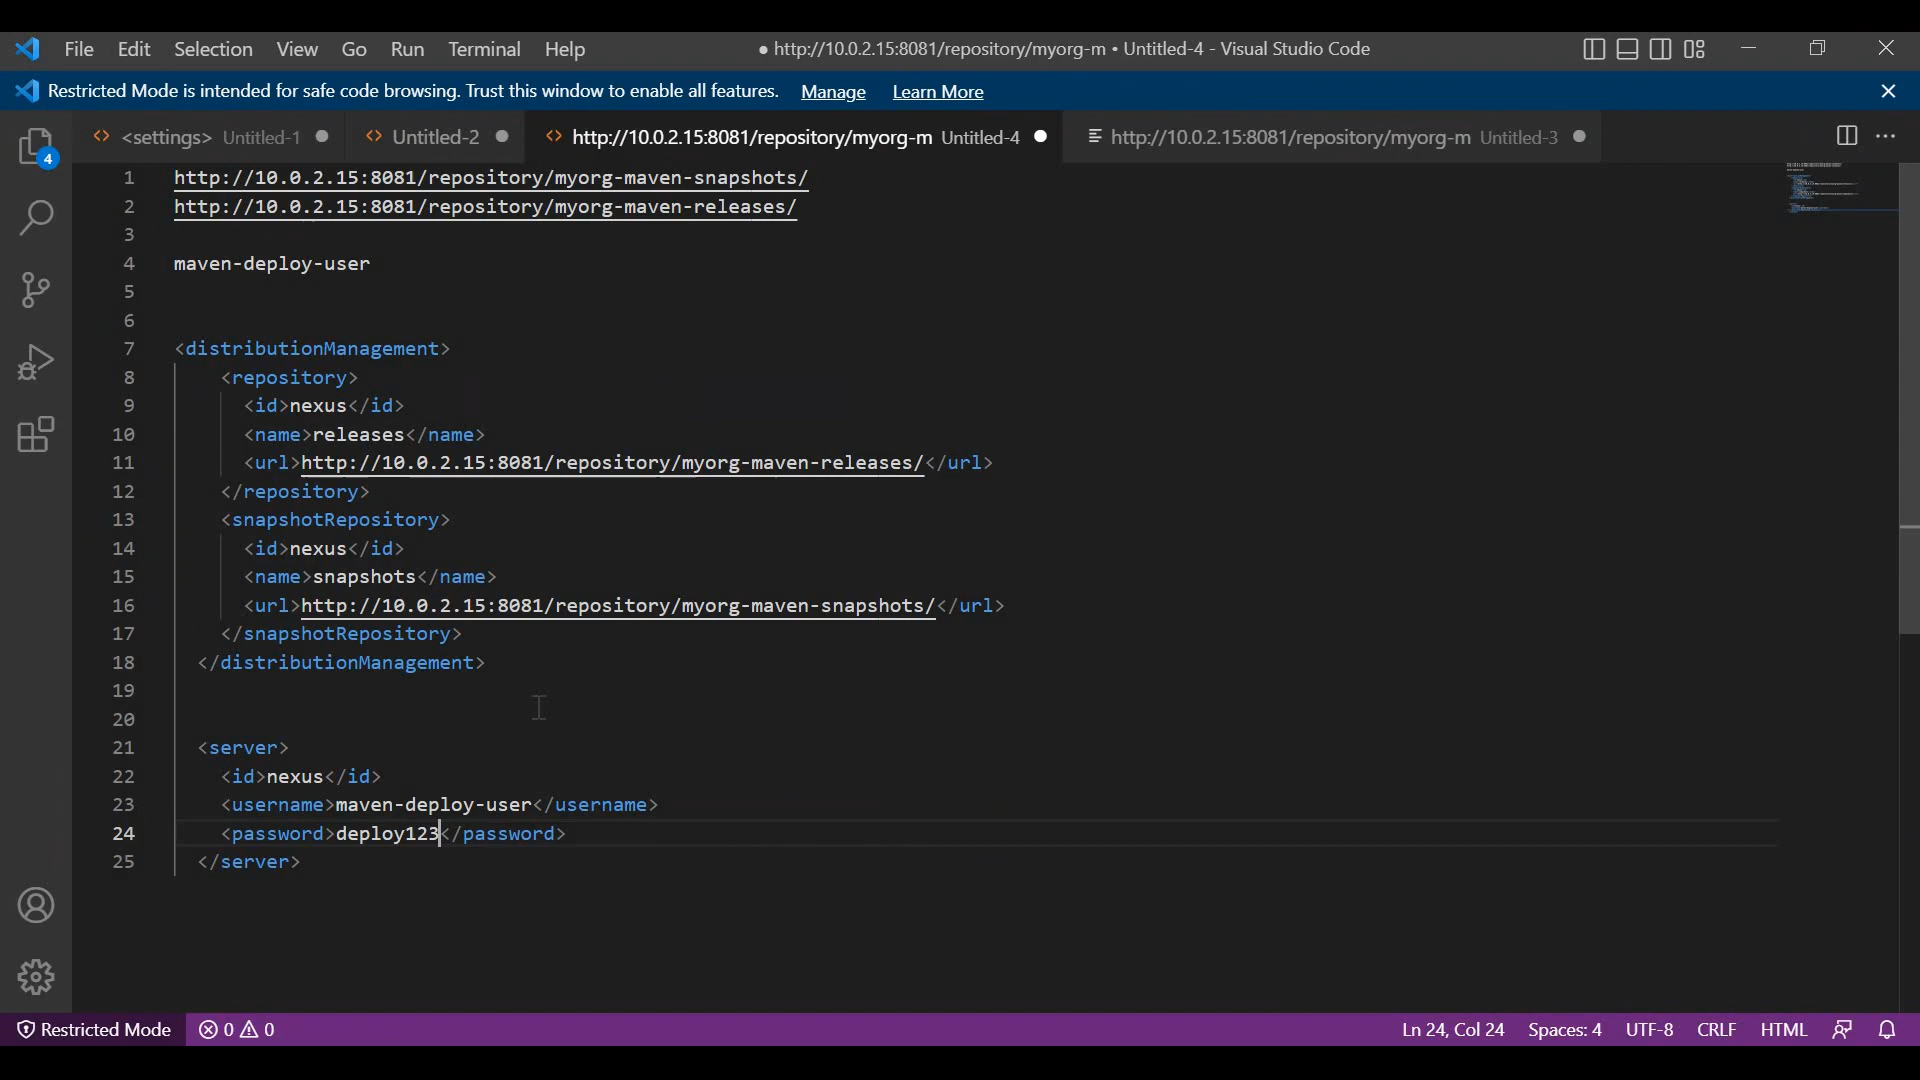 File Edit Selection View Go Run Terminal Help ● http://10.0.2.15:8081/repository/myorg-m • Untitled-4 - Visual Studio Code
Restricted Mode is intended for safe code browsing. Trust this window to enable all features. Manage Learn More
4
<settings> Untitled-1 Untitled-2 http://10.0.2.15:8081/repository/myorg-m Untitled-4 http://10.0.2.15:8081/repository/myorg-m Untitled-3
1 http://10.0.2.15:8081/repository/myorg-maven-snapshots/
2 http://10.0.2.15:8081/repository/myorg-maven-releases/
3
4 maven-deploy-user
5
6
7 <distributionManagement>
8 <repository>
9 <id>nexus</id>
10 <name>releases</name>
11 <url>http://10.0.2.15:8081/repository/myorg-maven-releases/</url>
12 </repository>
13 <snapshotRepository>
14 <id>nexus</id>
15 <name>snapshots</name>
16 <url>http://10.0.2.15:8081/repository/myorg-maven-snapshots/</url>
17 </snapshotRepository>
18 </distributionManagement>
19
20
21 <server>
22 <id>nexus</id>
23 <username>maven-deploy-user</username>
24 <password>deploy123</password>
25 </server>
Restricted Mode 0 0 Ln 24, Col 24 Spaces: 4 UTF-8 CRLF HTML